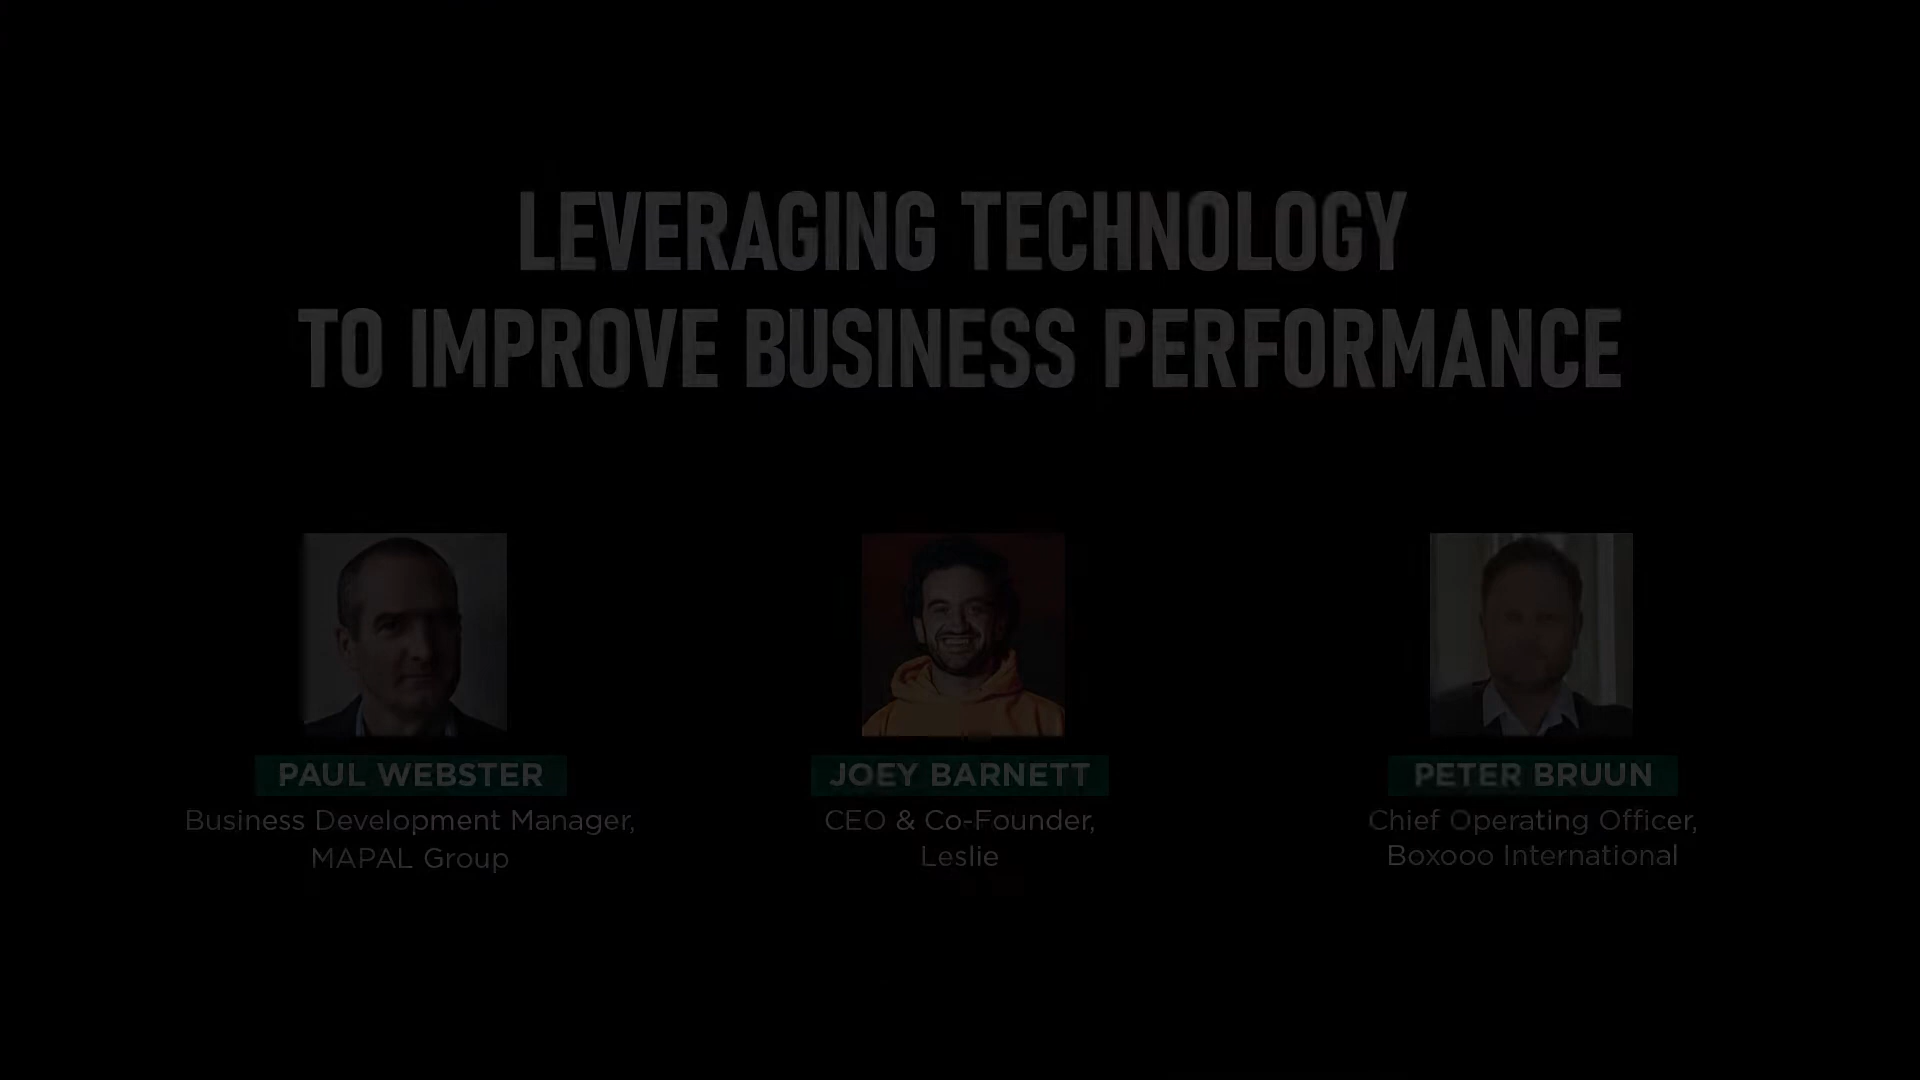 LEVERAGING TECHNOLOGY
TO IMPROVE BUSINESS PERFORMANCE
PAUL WEBSTER
Business Development Manager,
MAPAL Group
JOEY BARNETT
CEO & Co-Founder,
Leslie
PETER BRUUN
Chief Operating Officer,
Boxooo International